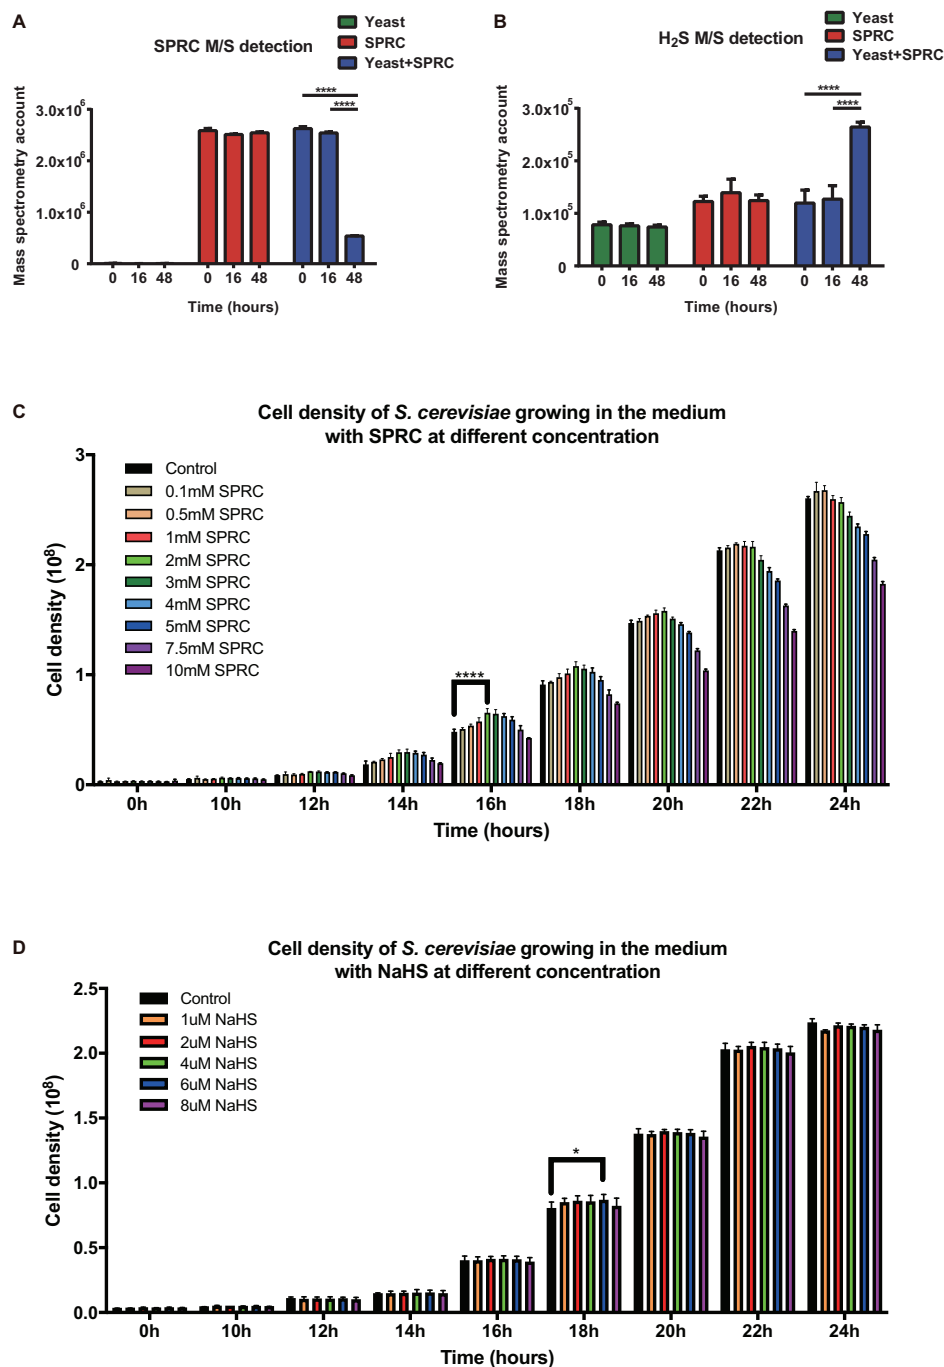 A
SPRC M/S detection
Yeast
SPRC
Yeast+SPRC
Mass spectrometry account
3.0x10⁶
2.0x10⁶
1.0x10⁶
0
****
****
0 16 48 0 16 48 0 16 48
Time (hours)
B
H₂S M/S detection
Yeast
SPRC
Yeast+SPRC
Mass spectrometry account
3.0x10⁵
2.0x10⁵
1.0x10⁵
0
****
****
0 16 48 0 16 48 0 16 48
Time (hours)
C
Cell density of S. cerevisiae growing in the medium
with SPRC at different concentration
Cell density (10⁸)
3
2
1
0
Control
0.1mM SPRC
0.5mM SPRC
1mM SPRC
2mM SPRC
3mM SPRC
4mM SPRC
5mM SPRC
7.5mM SPRC
10mM SPRC
****
0h 10h 12h 14h 16h 18h 20h 22h 24h
Time (hours)
D
Cell density of S. cerevisiae growing in the medium
with NaHS at different concentration
Cell density (10⁸)
2.5
2.0
1.5
1.0
0.5
0.0
Control
1uM NaHS
2uM NaHS
4uM NaHS
6uM NaHS
8uM NaHS
*
0h 10h 12h 14h 16h 18h 20h 22h 24h
Time (hours)